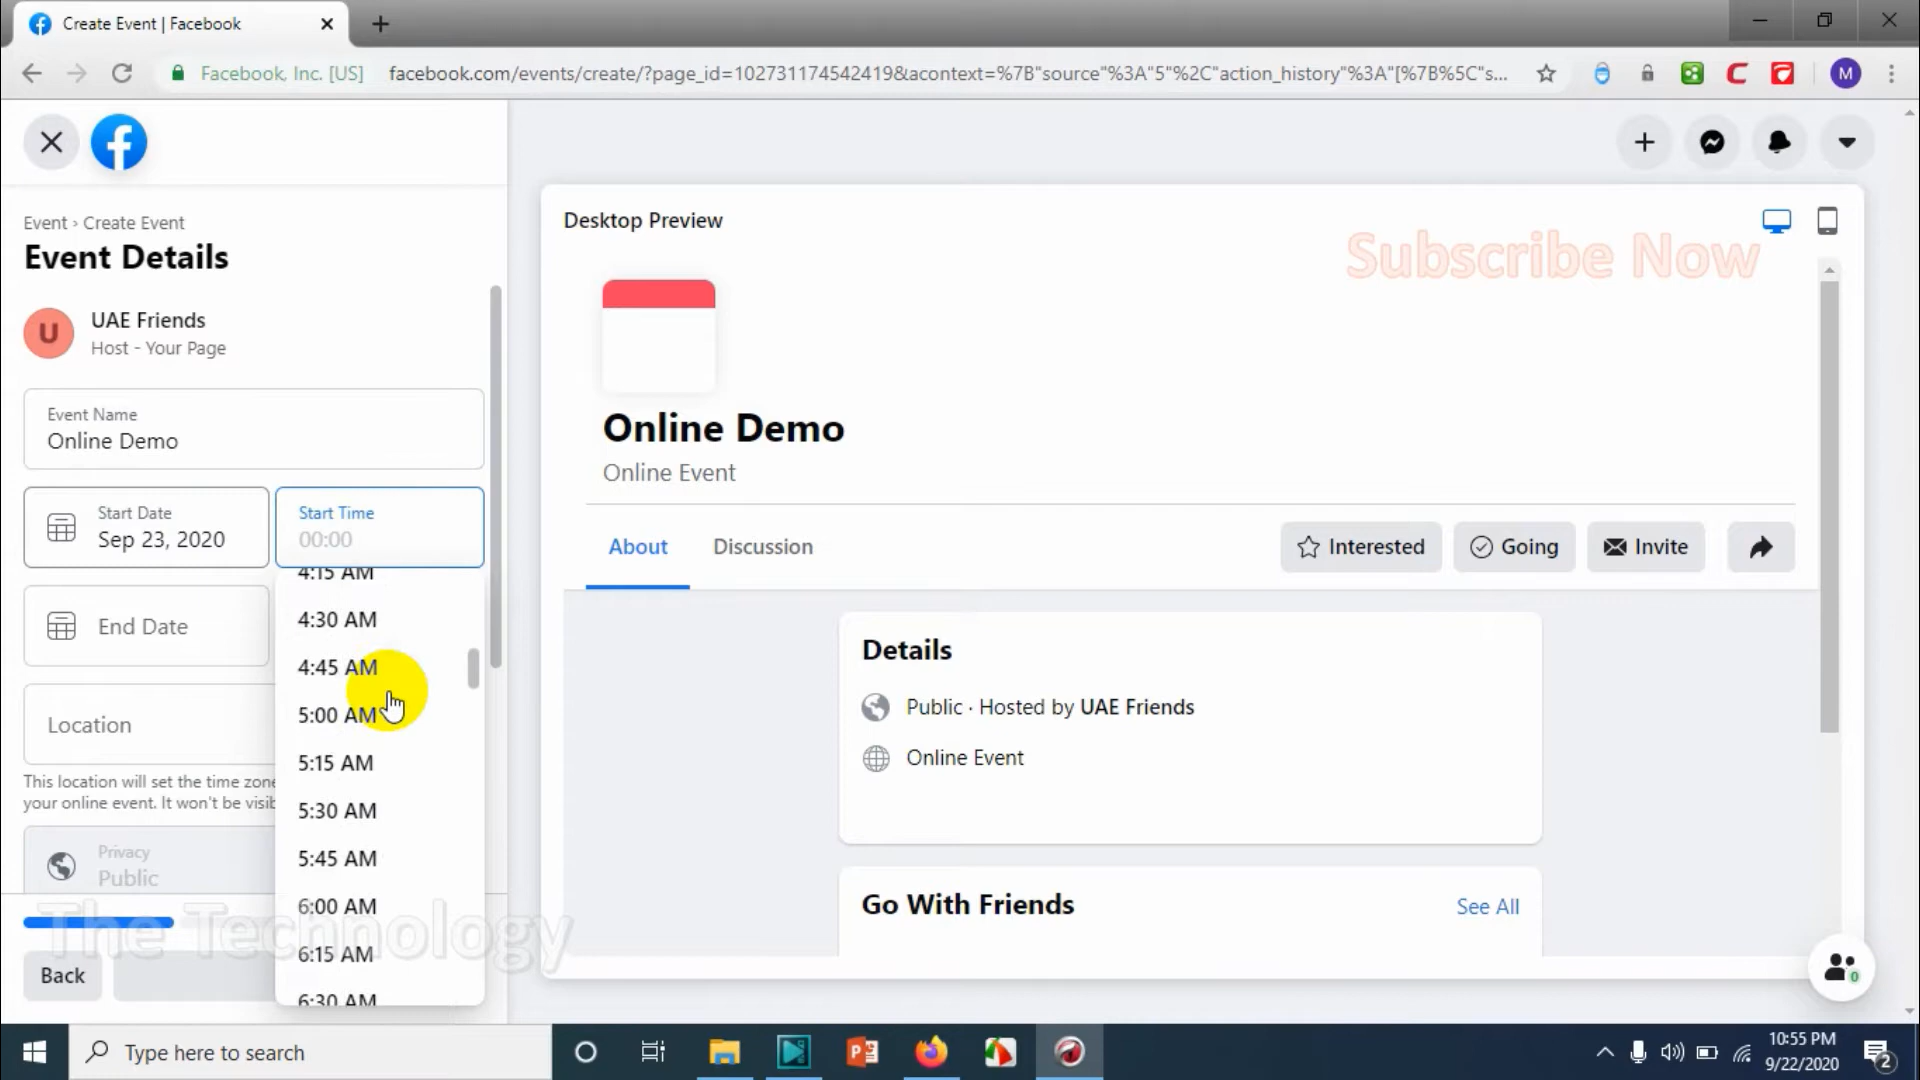 Create Event | Facebook
Facebook, Inc. [US]
facebook.com/events/create/?page_id=102731174542419&acontext=%7B"source"%3A"5"%2C"action_history"%3A"[%7B%5C"s...
M
Event › Create Event
Event Details
U
UAE Friends
Host - Your Page
Event Name
Online Demo
Start Date
Sep 23, 2020
Start Time
00:00
4:15 AM
4:30 AM
4:45 AM
5:00 AM
5:15 AM
5:30 AM
5:45 AM
6:00 AM
6:15 AM
6:30 AM
End Date
Location
This location will set the time zone
your online event. It won't be
Privacy
Public
The Technology
Back
Desktop Preview
Subscribe Now
Online Demo
Online Event
About
Discussion
Interested
Going
Invite
Details
Public · Hosted by UAE Friends
Online Event
Go With Friends
See All
0
Type here to search
10:55 PM
9/22/2020
2